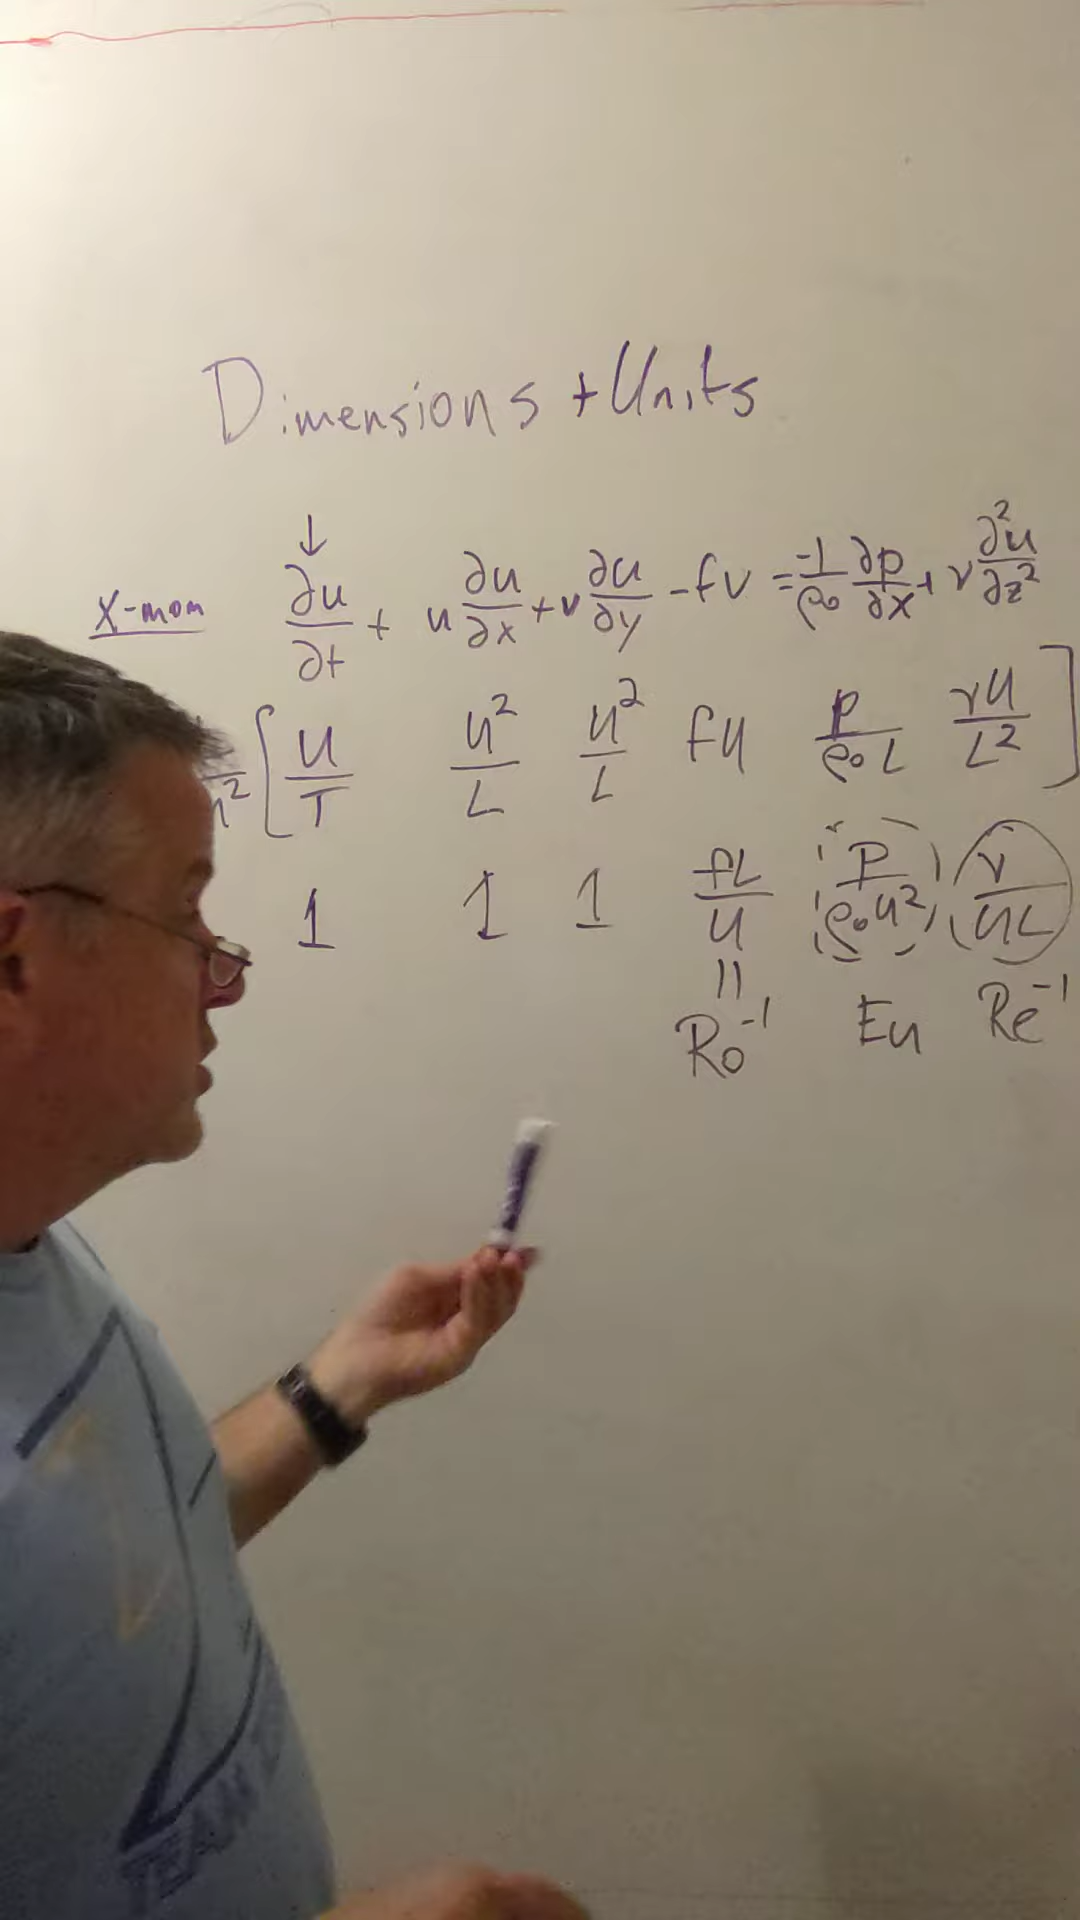 Dimensions + Units
↓
x-mom ∂u/∂t + u ∂u/∂x + v ∂u/∂y - fv = -1/ρ₀ ∂p/∂x + ν ∂²u/∂z²
[ U/T U²/L U²/L fU P/ρ₀L νU/L² ]
1 1 1 fL/U P/ρ₀U² ν/UL
= Ro⁻¹ Eu Re⁻¹
TEAM